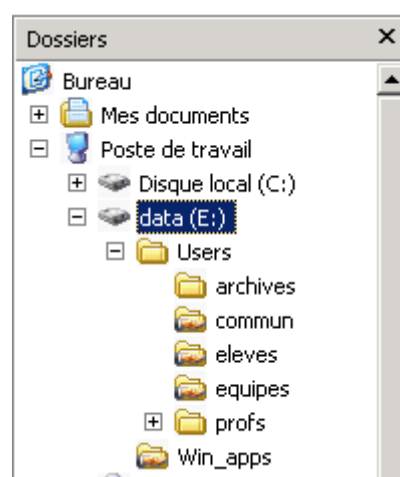 Dossiers
Bureau
Mes documents
Poste de travail
Disque local (C:)
data (E:)
Users
archives
commun
eleves
equipes
profs
Win_apps